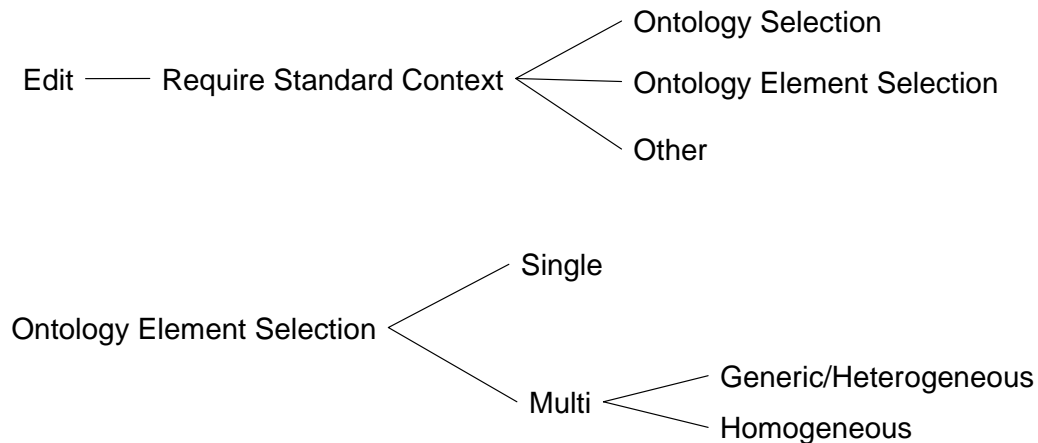 Ontology Selection
Edit Require Standard Context Ontology Element Selection
Other
Single
Ontology Element Selection
Multi Generic/Heterogeneous
Homogeneous